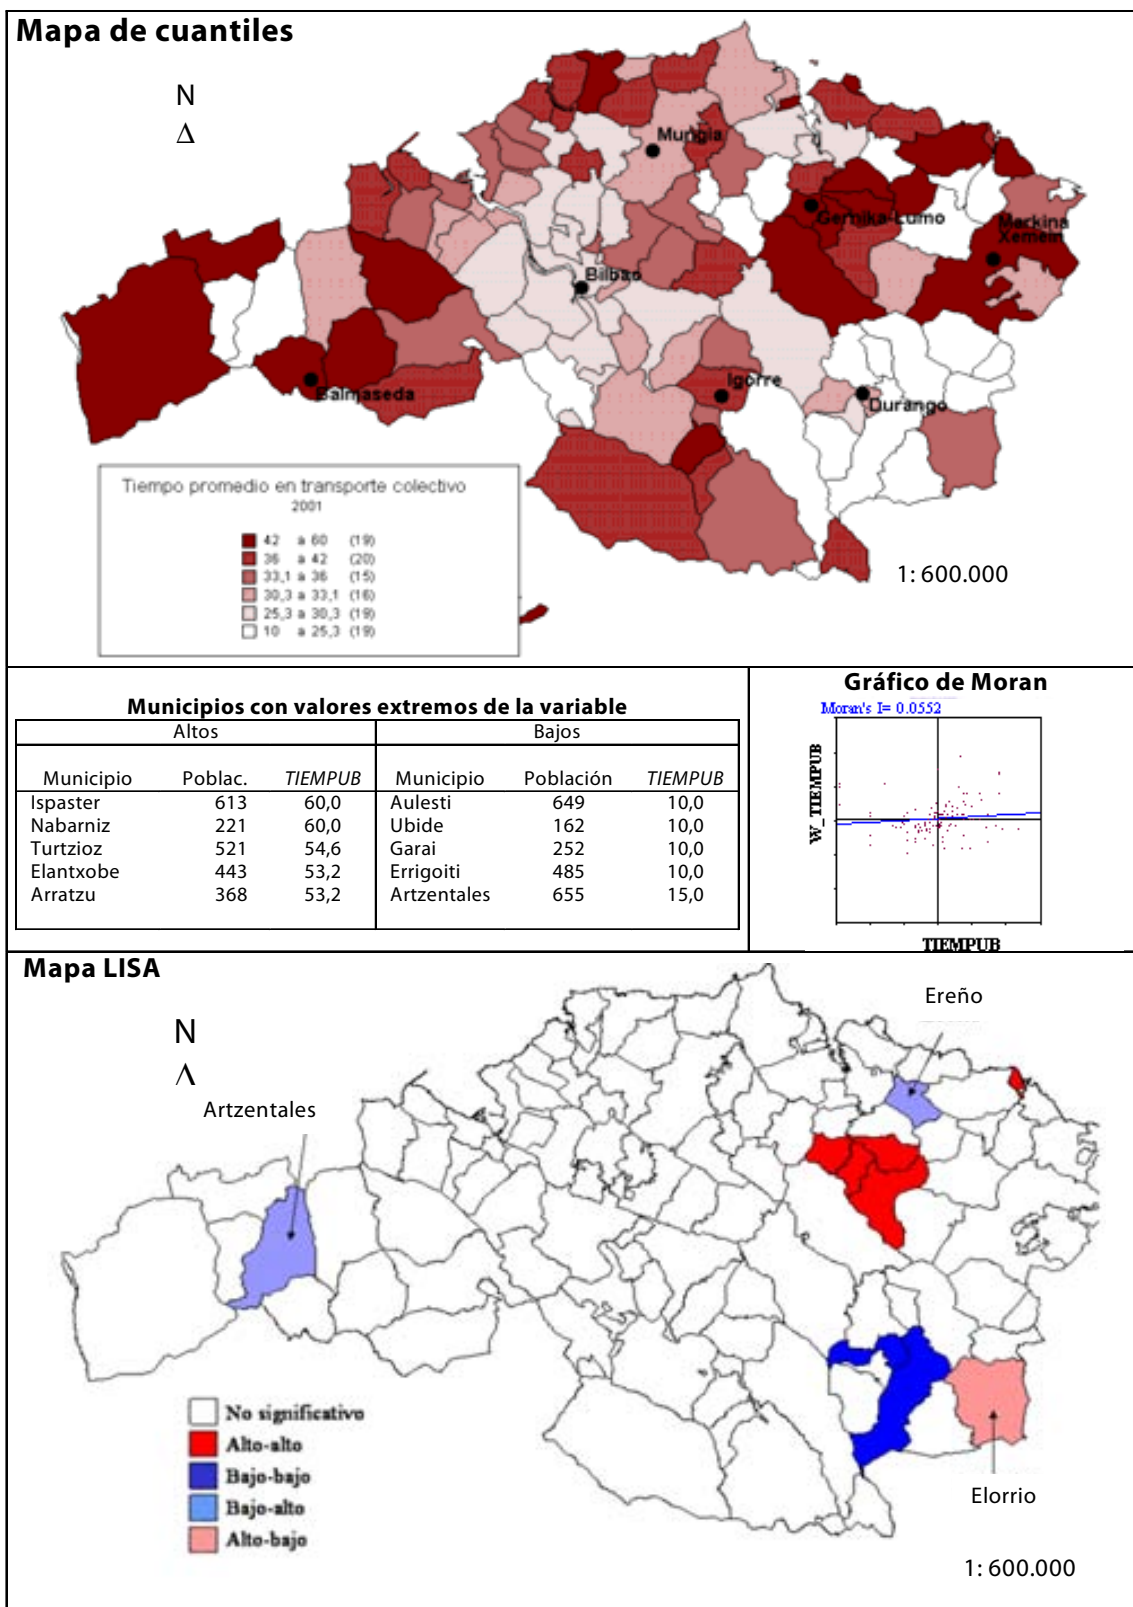 Mapa de cuantiles
N
Δ
Mungia
Gernika-Lumo
Markina
Xemein
Bilbao
Igorre
Balmaseda
Durango
Tiempo promedio en transporte colectivo
2001
42 a 60 (19)
36 a 42 (20)
33,1 a 36 (15)
30,3 a 33,1 (16)
25,3 a 30,3 (19)
10 a 25,3 (19)
1: 600.000
Municipios con valores extremos de la variable
Altos Bajos
Municipio Poblac. TIEMPUB Municipio Población TIEMPUB
Ispaster 613 60,0 Aulesti 649 10,0
Nabarniz 221 60,0 Ubide 162 10,0
Turtzioz 521 54,6 Garai 252 10,0
Elantxobe 443 53,2 Errigoiti 485 10,0
Arratzu 368 53,2 Artzentales 655 15,0
Gráfico de Moran
Moran's I= 0.0552
W_TIEMPUB
TIEMPUB
Mapa LISA
Ereño
N
Λ
Artzentales
No significativo
Alto-alto
Bajo-bajo
Bajo-alto
Alto-bajo
Elorrio
1: 600.000